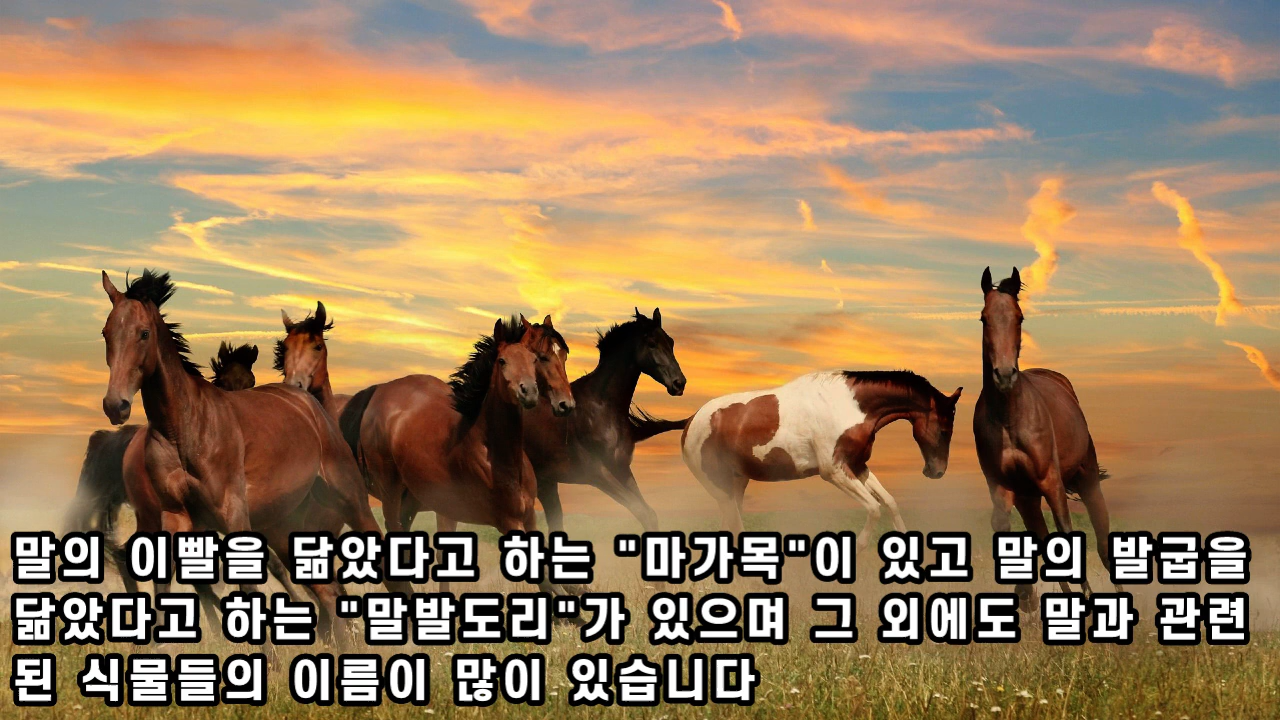 말의 이빨을 닮았다고 하는 "마가목"이 있고 말의 발굽을
닮았다고 하는 "말발도리"가 있으며 그 외에도 말과 관련
된 식물들의 이름이 많이 있습니다